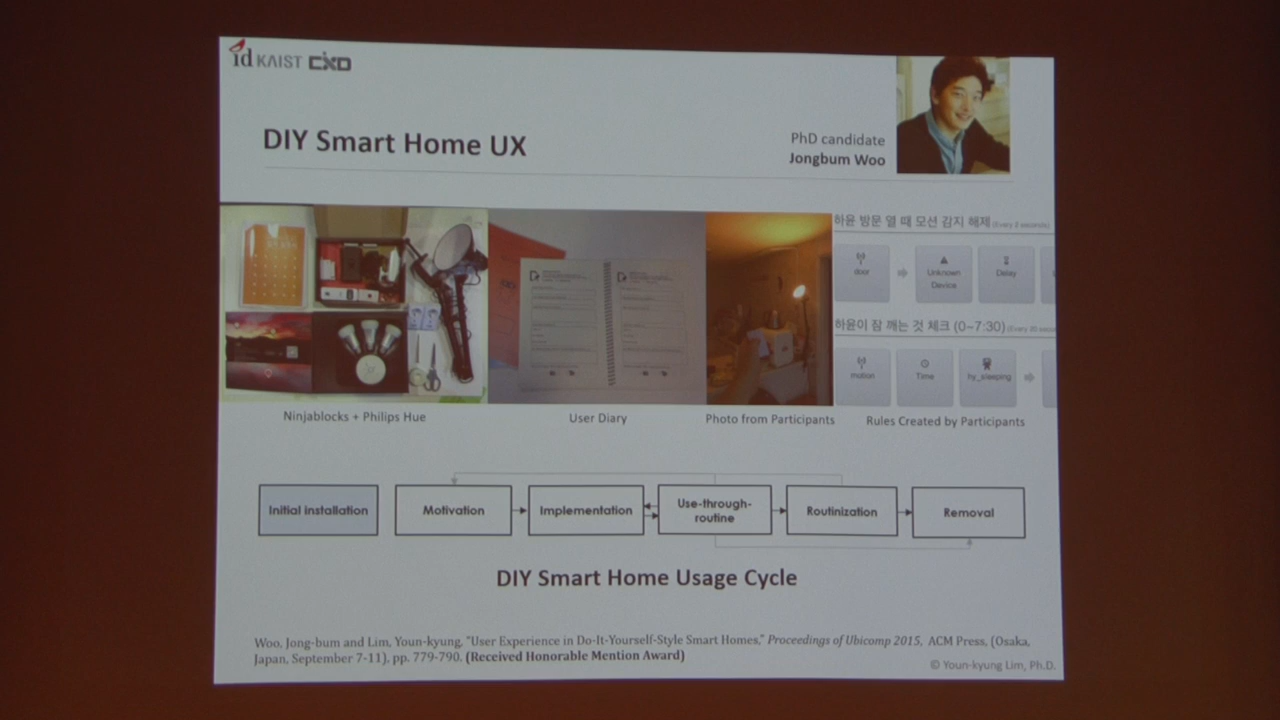 id KAIST CXD
DIY Smart Home UX
PhD candidate
Jongbum Woo
하윤 방문 열 때 모션 감지 해제 (Every 2 seconds)
door
Unknown
Device
Delay
하윤이 잠 깨는 것 체크 (0~7:30)
motion
Time
hy_sleeping
Ninjablocks + Philips Hue
User Diary
Photo from Participants
Rules Created by Participants
Initial installation
Motivation
Implementation
Use-through-
routine
Routinization
Removal
DIY Smart Home Usage Cycle
Woo, Jong-bum and Lim, Youn-kyung, "User Experience in Do-It-Yourself-Style Smart Homes," Proceedings of Ubicomp 2015, ACM Press, (Osaka,
Japan, September 7-11), pp. 779-790. (Received Honorable Mention Award)
© Youn-kyung Lim, Ph.D.